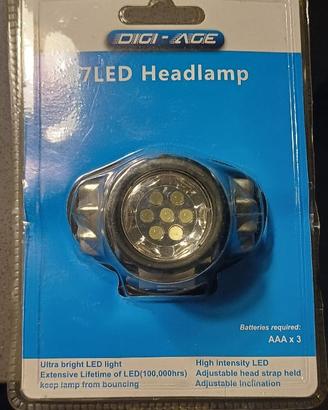 DIGI - AGE
7LED Headlamp
Batteries required:
AAA x 3
Ultra bright LED light
Extensive Lifetime of LED(100,000hrs)
keep lamp from bouncing
High intensity LED
Adjustable head strap held
Adjustable Inclination